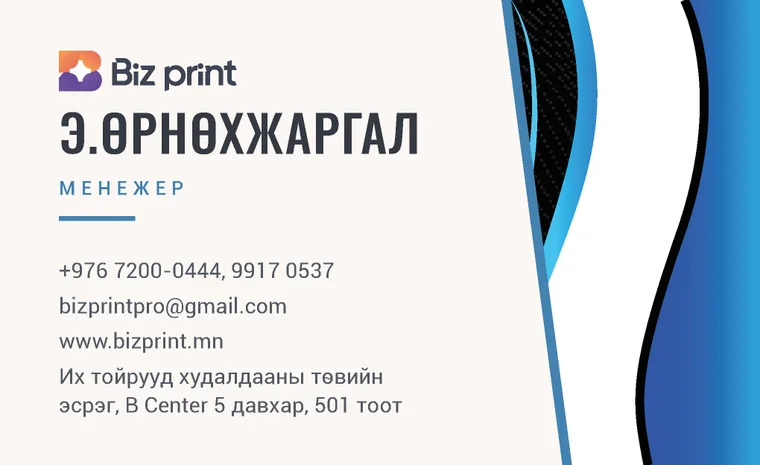 Biz print
Э.ӨРНӨХЖАРГАЛ
МЕНЕЖЕР
+976 7200-0444, 9917 0537
bizprintpro@gmail.com
www.bizprint.mn
Их тойрууд худалдааны төвийн
эсрэг, B Center 5 давхар, 501 тоот